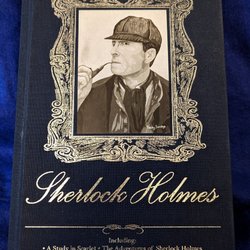 Sherlock Holmes
Including:
• A Study in Scarlet • The Adventures of Sherlock Holmes